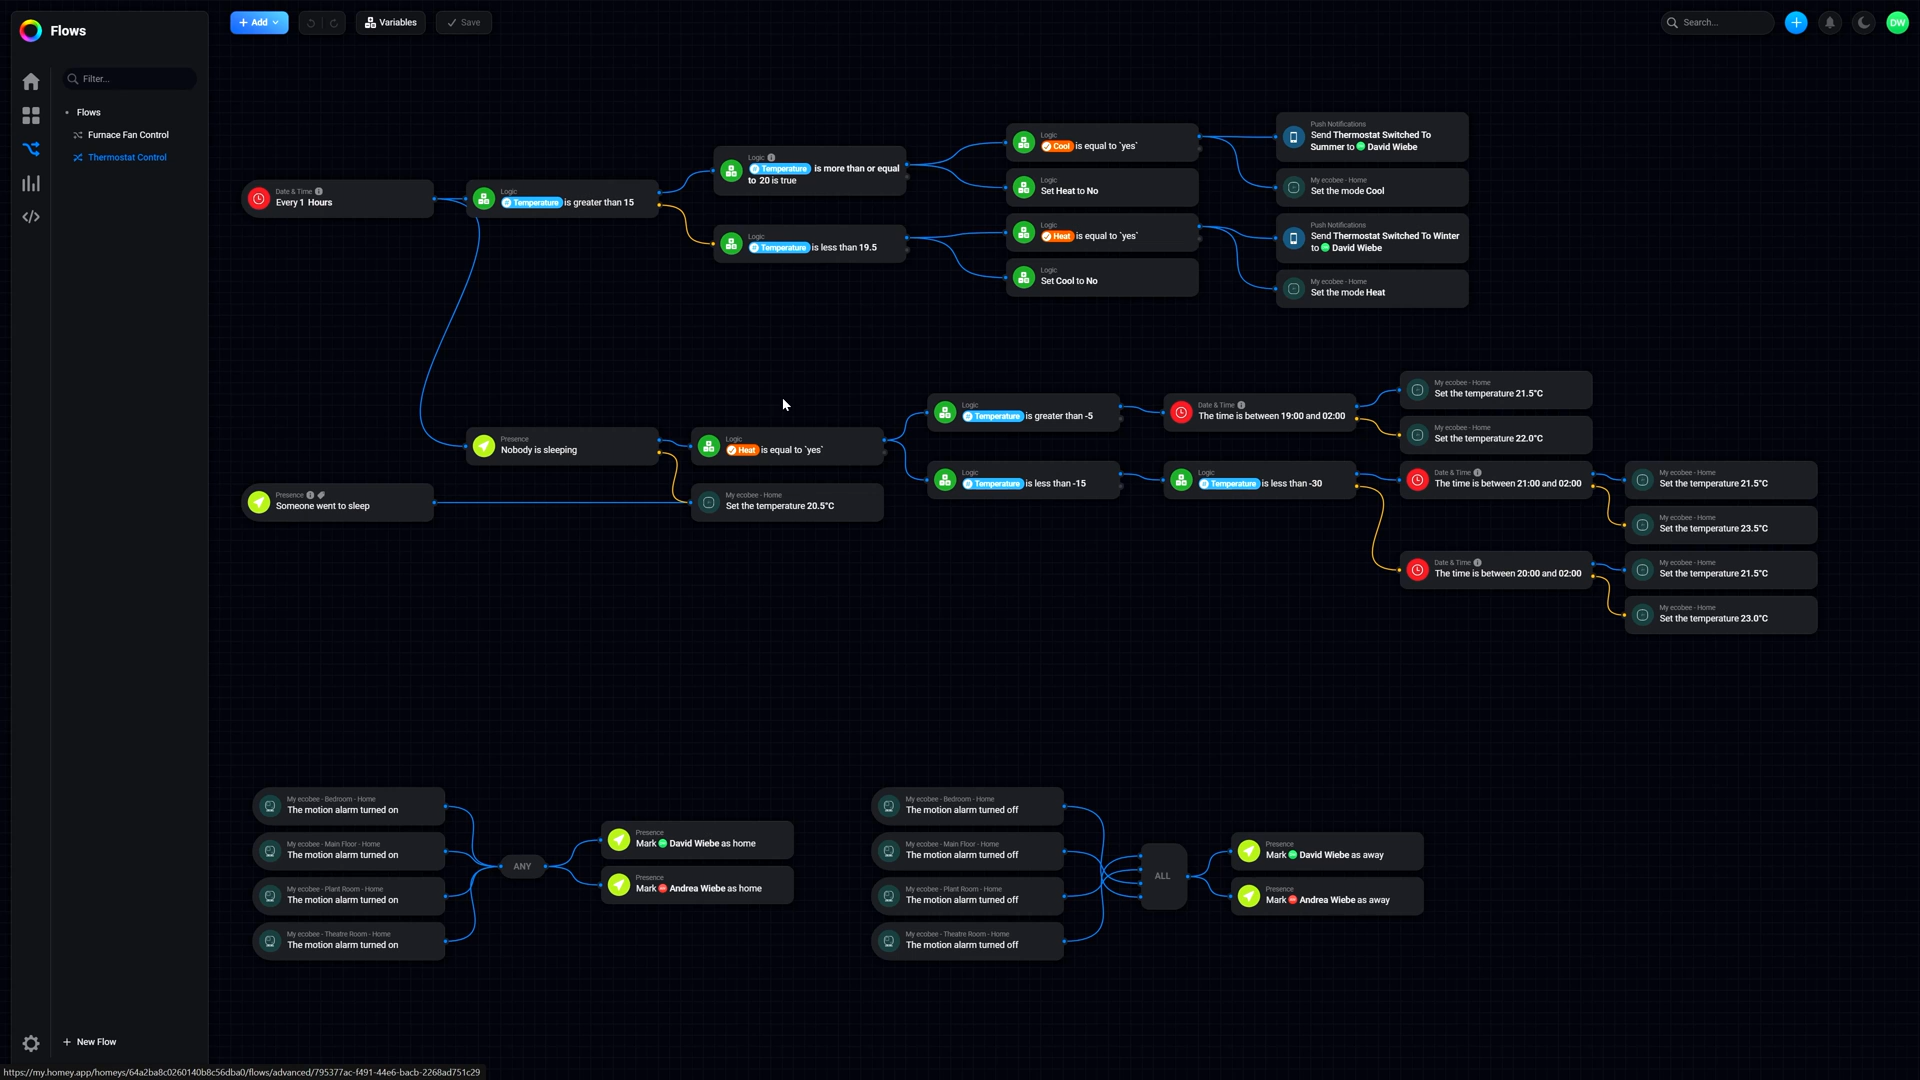 Flows
+ Add
Variables
Save
Search...
DW
Filter...
Flows
Furnace Fan Control
Thermostat Control
Date & Time
Every 1 Hours
Logic
Temperature is greater than 15
Logic
Temperature is more than or equal
to 20 is true
Logic
Temperature is less than 19.5
Logic
Cool is equal to `yes`
Logic
Set Heat to No
Logic
Heat is equal to `yes`
Logic
Set Cool to No
Push Notifications
Send Thermostat Switched To
Summer to David Wiebe
My ecobee - Home
Set the mode Cool
Push Notifications
Send Thermostat Switched To Winter
to David Wiebe
My ecobee - Home
Set the mode Heat
Presence
Nobody is sleeping
Logic
Heat is equal to `yes`
Presence
Someone went to sleep
My ecobee - Home
Set the temperature 20.5°C
Logic
Temperature is greater than -5
Date & Time
The time is between 19:00 and 02:00
My ecobee - Home
Set the temperature 21.5°C
My ecobee - Home
Set the temperature 22.0°C
Logic
Temperature is less than -15
Logic
Temperature is less than -30
Date & Time
The time is between 21:00 and 02:00
My ecobee - Home
Set the temperature 21.5°C
My ecobee - Home
Set the temperature 23.5°C
Date & Time
The time is between 20:00 and 02:00
My ecobee - Home
Set the temperature 21.5°C
My ecobee - Home
Set the temperature 23.0°C
My ecobee - Bedroom - Home
The motion alarm turned on
My ecobee - Main Floor - Home
The motion alarm turned on
My ecobee - Plant Room - Home
The motion alarm turned on
My ecobee - Theatre Room - Home
The motion alarm turned on
ANY
Presence
Mark David Wiebe as home
Presence
Mark Andrea Wiebe as home
My ecobee - Bedroom - Home
The motion alarm turned off
My ecobee - Main Floor - Home
The motion alarm turned off
My ecobee - Plant Room - Home
The motion alarm turned off
My ecobee - Theatre Room - Home
The motion alarm turned off
ALL
Presence
Mark David Wiebe as away
Presence
Mark Andrea Wiebe as away
+ New Flow
https://my.homey.app/homeys/64a2ba8c0260140b8c56dba0/flows/advanced/795377ac-f491-44e6-bacb-2268ad751c29